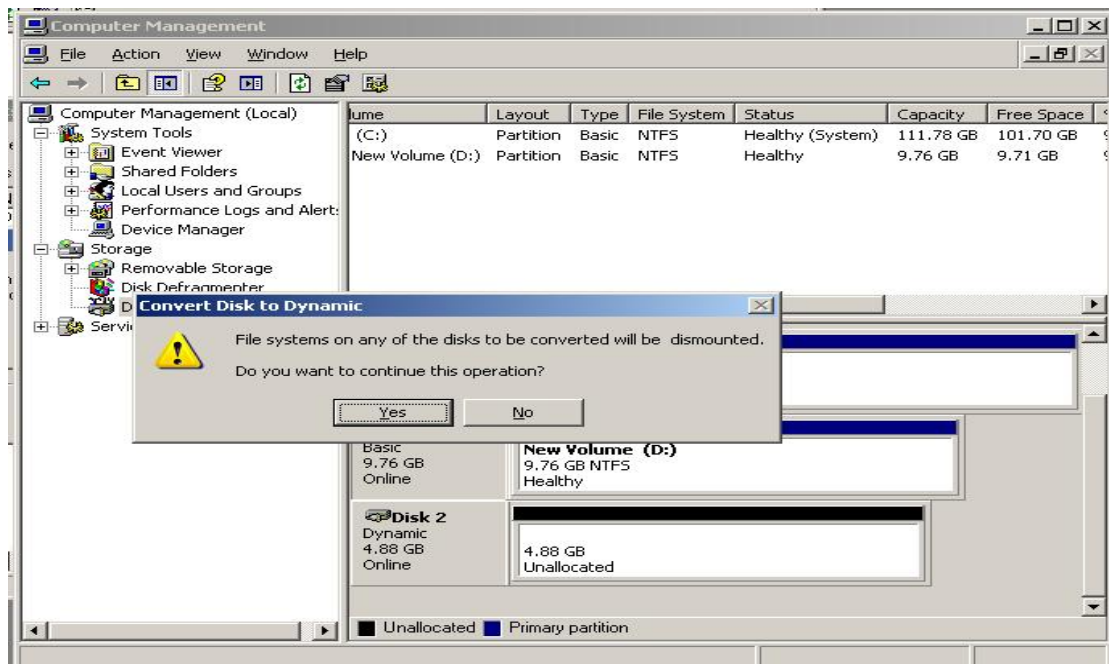 Computer Management
File Action View Window Help
Computer Management (Local)
System Tools
Event Viewer
Shared Folders
Local Users and Groups
Performance Logs and Alert
Device Manager
Storage
Removable Storage
Disk Defragmenter
D
Servi
lume Layout Type File System Status Capacity Free Space
(C:) Partition Basic NTFS Healthy (System) 111.78 GB 101.70 GB
New Volume (D:) Partition Basic NTFS Healthy 9.76 GB 9.71 GB
Convert Disk to Dynamic
File systems on any of the disks to be converted will be dismounted.
Do you want to continue this operation?
Yes No
Basic
9.76 GB
Online
New Volume (D:)
9.76 GB NTFS
Healthy
Disk 2
Dynamic
4.88 GB
Online
4.88 GB
Unallocated
Unallocated Primary partition